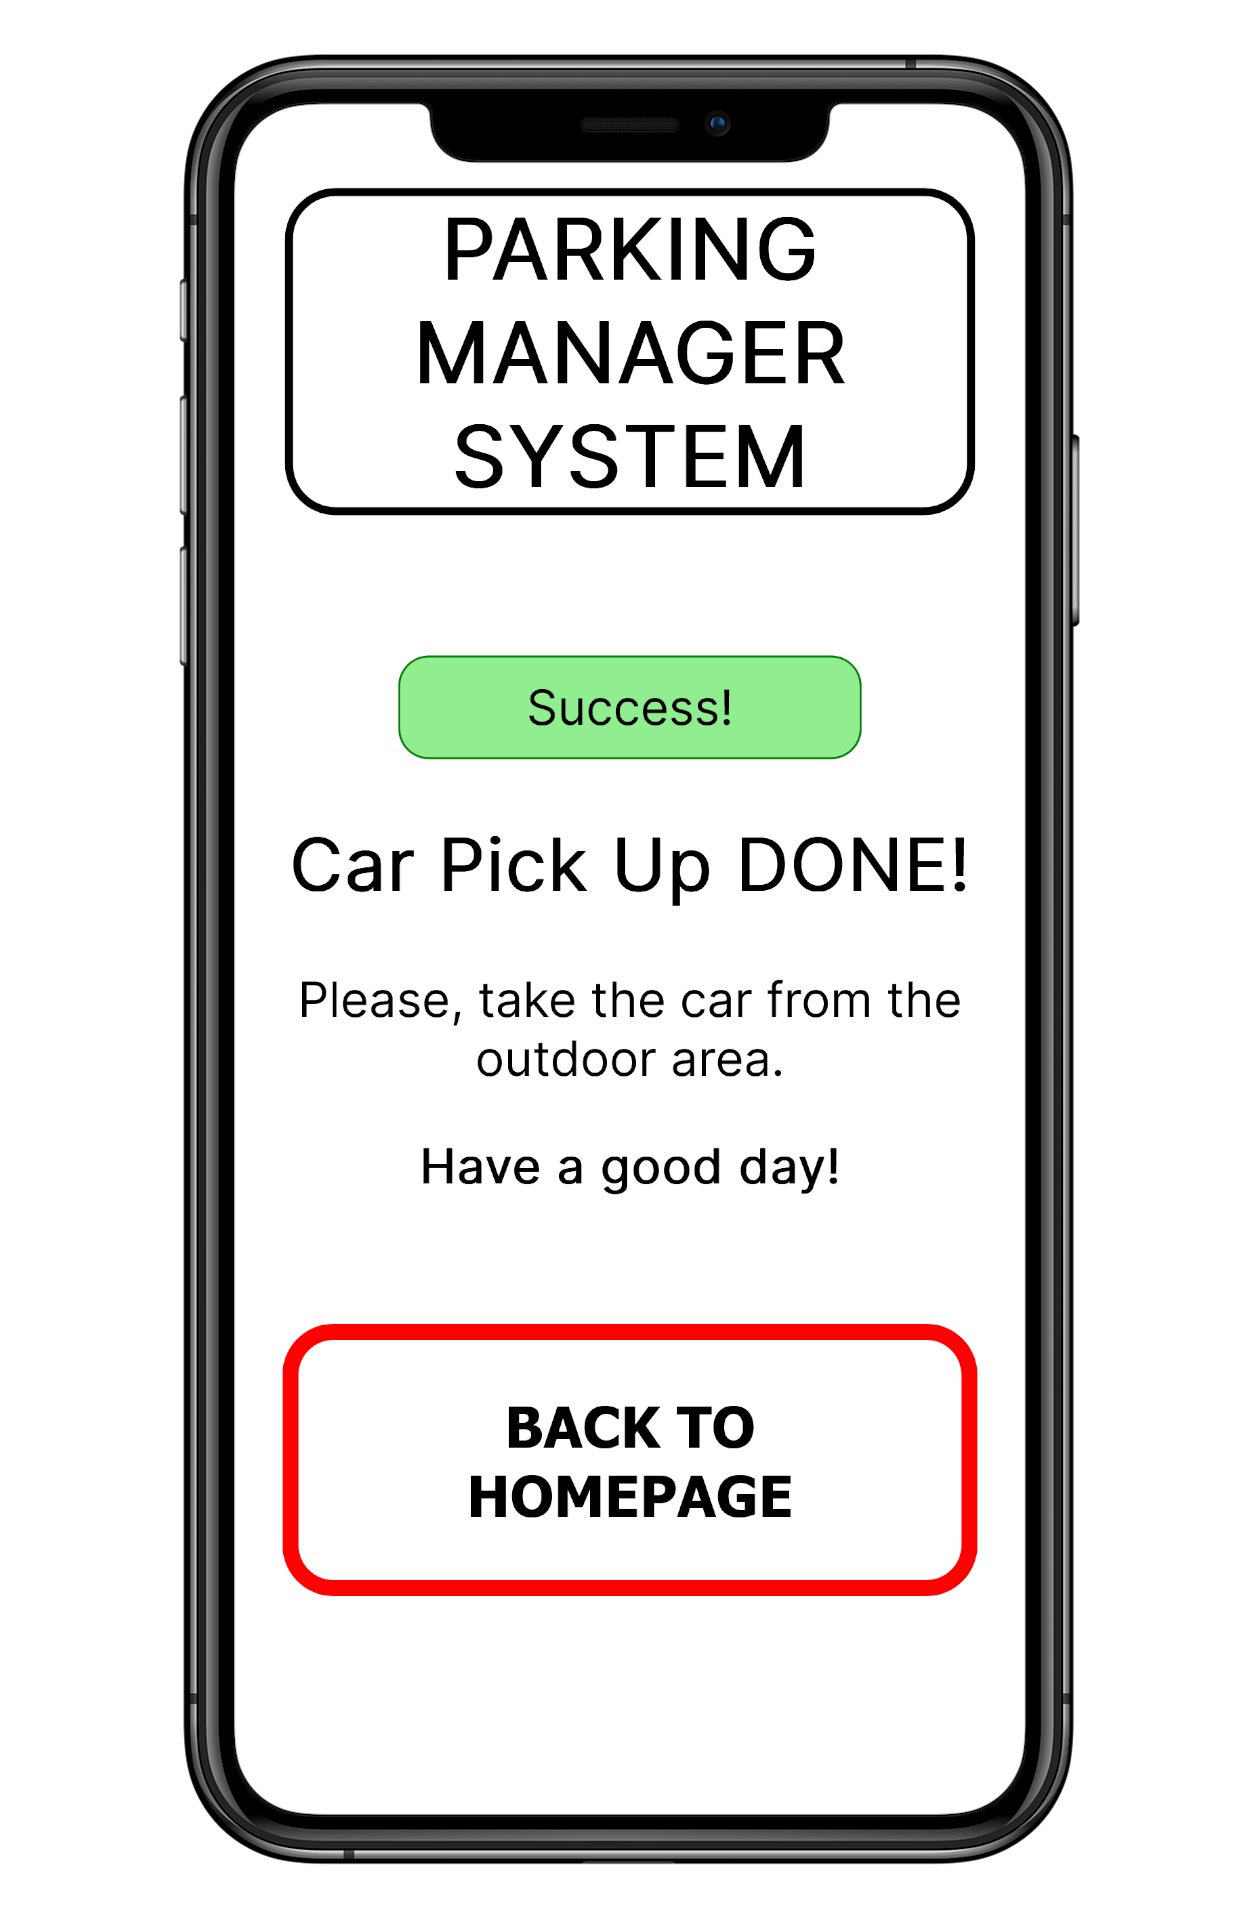 PARKING
MANAGER
SYSTEM
Success!
Car Pick Up DONE!
Please, take the car from the
outdoor area.
Have a good day!
BACK TO
HOMEPAGE